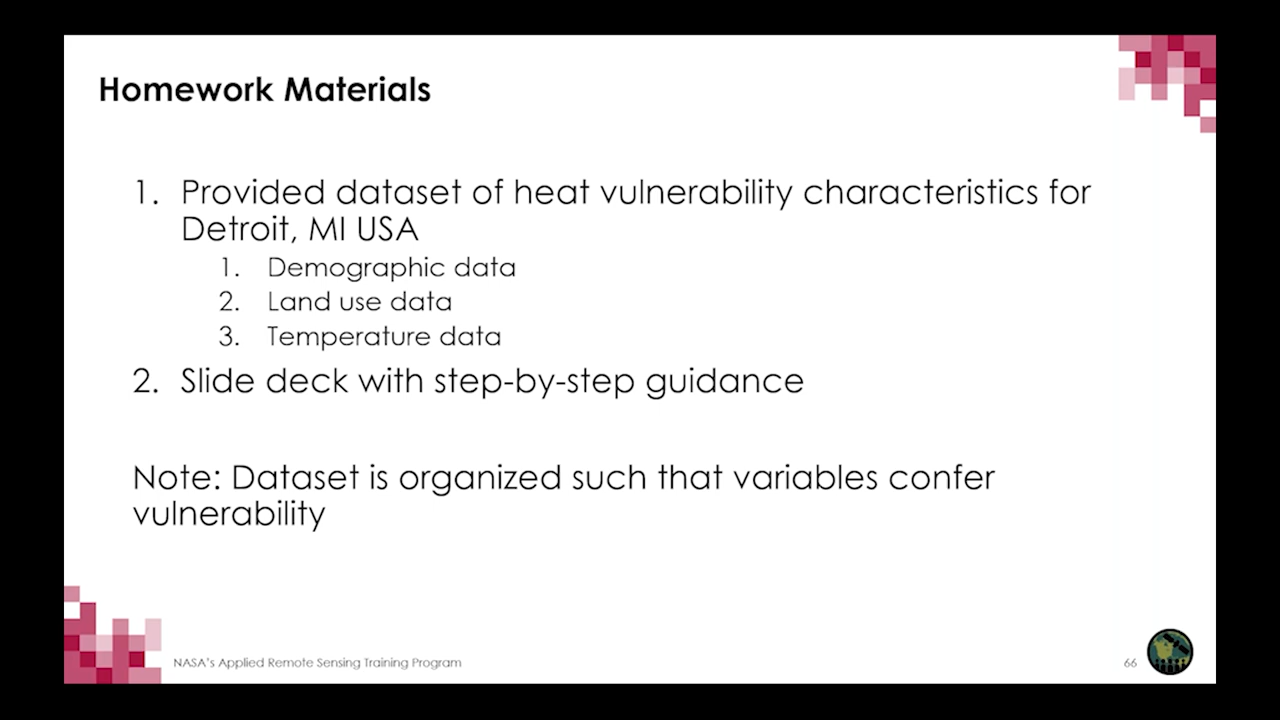 Homework Materials
1. Provided dataset of heat vulnerability characteristics for
Detroit, MI USA
1. Demographic data
2. Land use data
3. Temperature data
2. Slide deck with step-by-step guidance
Note: Dataset is organized such that variables confer
vulnerability
NASA's Applied Remote Sensing Training Program
66